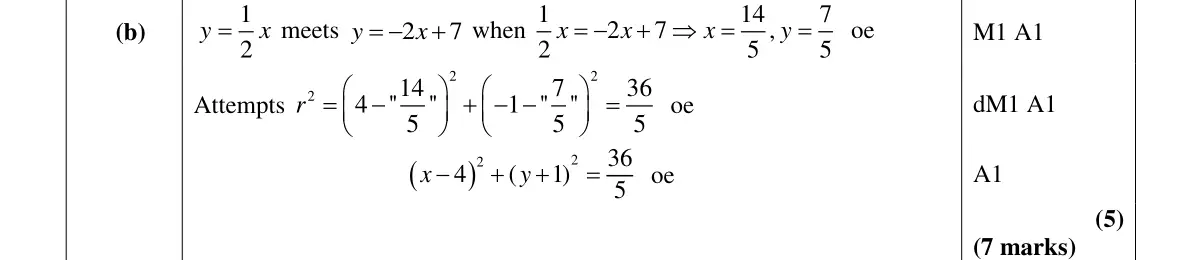 (b) y = 1/2 x meets y = −2x + 7 when 1/2 x = −2x + 7 ⇒ x = 14/5 , y = 7/5 oe M1 A1
Attempts r² = (4 − "14/5")² + (−1 − "7/5")² = 36/5 oe dM1 A1
(x − 4)² + (y + 1)² = 36/5 oe A1
(5)
(7 marks)